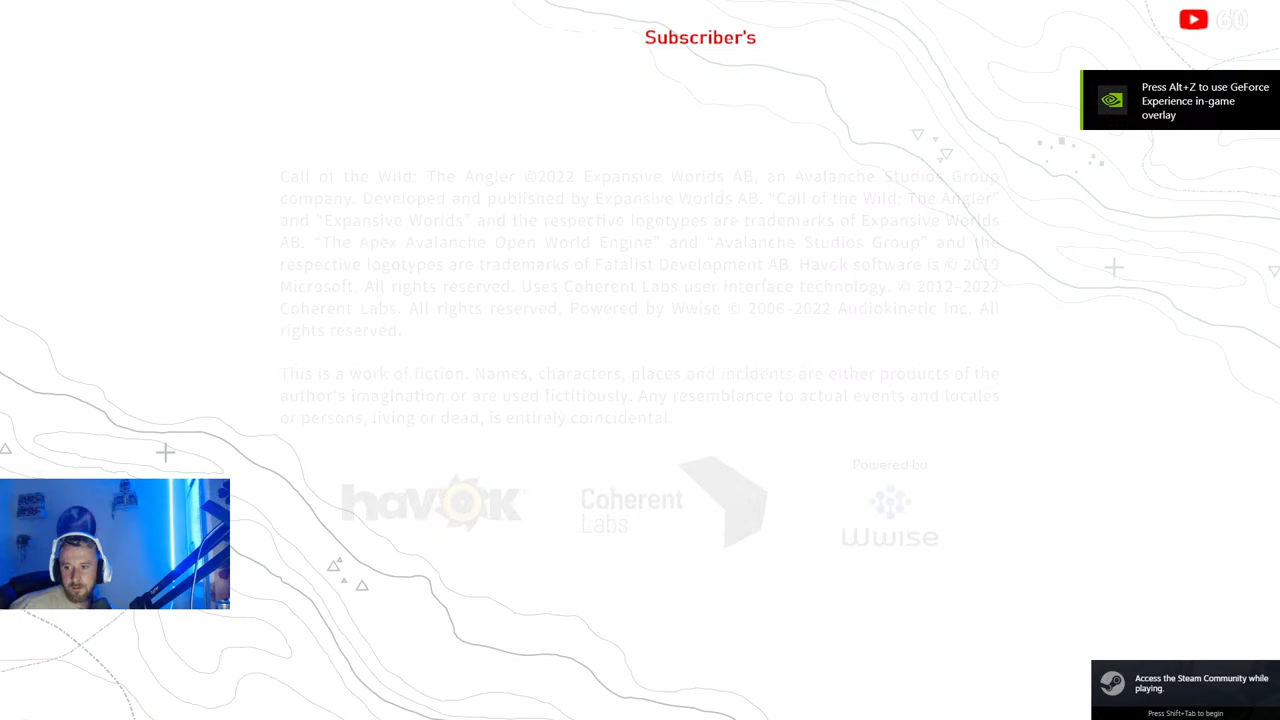 Subscriber's
60
Press Alt+Z to use GeForce
Experience in-game
overlay
Call of the Wild: The Angler ©2022 Expansive Worlds AB, an Avalanche Studios Group
company. Developed and published by Expansive Worlds AB. “Call of the Wild: The Angler”
and “Expansive Worlds” and the respective logotypes are trademarks of Expansive Worlds
AB. “The Apex Avalanche Open World Engine” and “Avalanche Studios Group” and the
respective logotypes are trademarks of Fatalist Development AB. Havok software is © 2019
Microsoft. All rights reserved. Uses Coherent Labs user interface technology. © 2012–2022
Coherent Labs. All rights reserved. Powered by Wwise © 2006–2022 Audiokinetic Inc. All
rights reserved.
This is a work of fiction. Names, characters, places and incidents are either products of the
author's imagination or are used fictitiously. Any resemblance to actual events and locales
or persons, living or dead, is entirely coincidental.
havok
Coherent
Labs
Powered by
wwise
Access the Steam Community while
playing.
Press Shift+Tab to begin